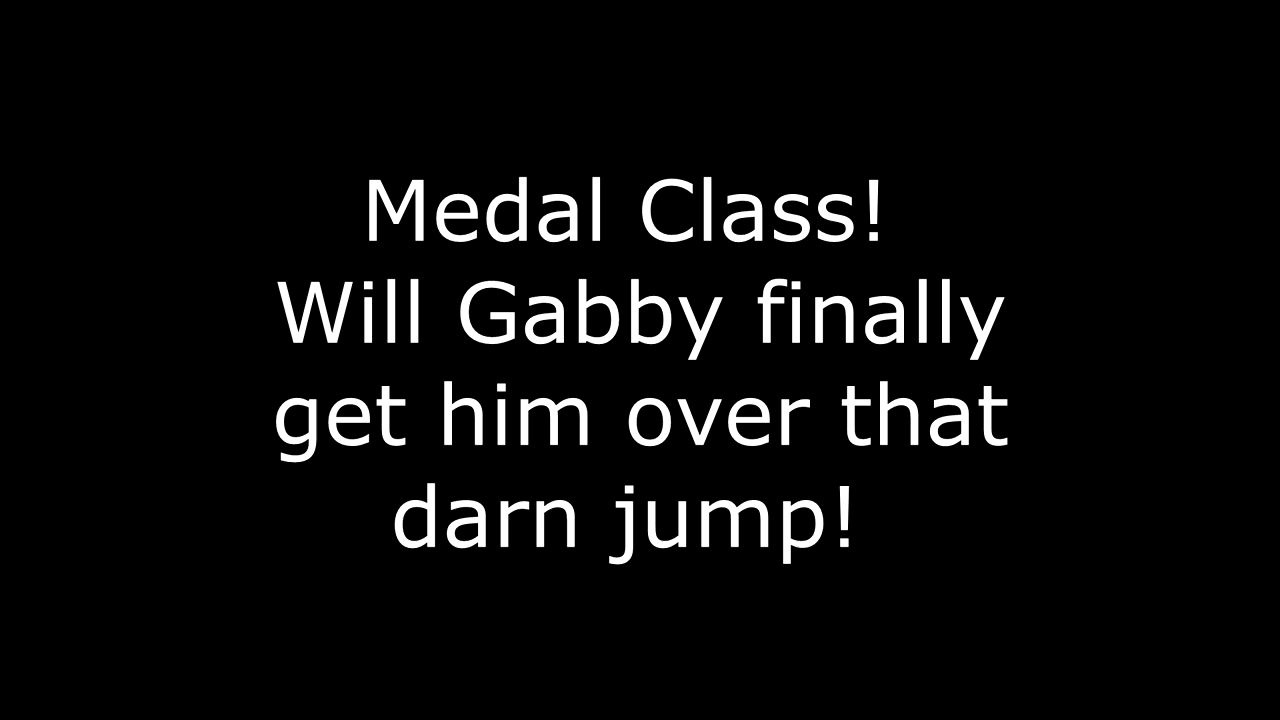 Medal Class!
Will Gabby finally
get him over that
darn jump!